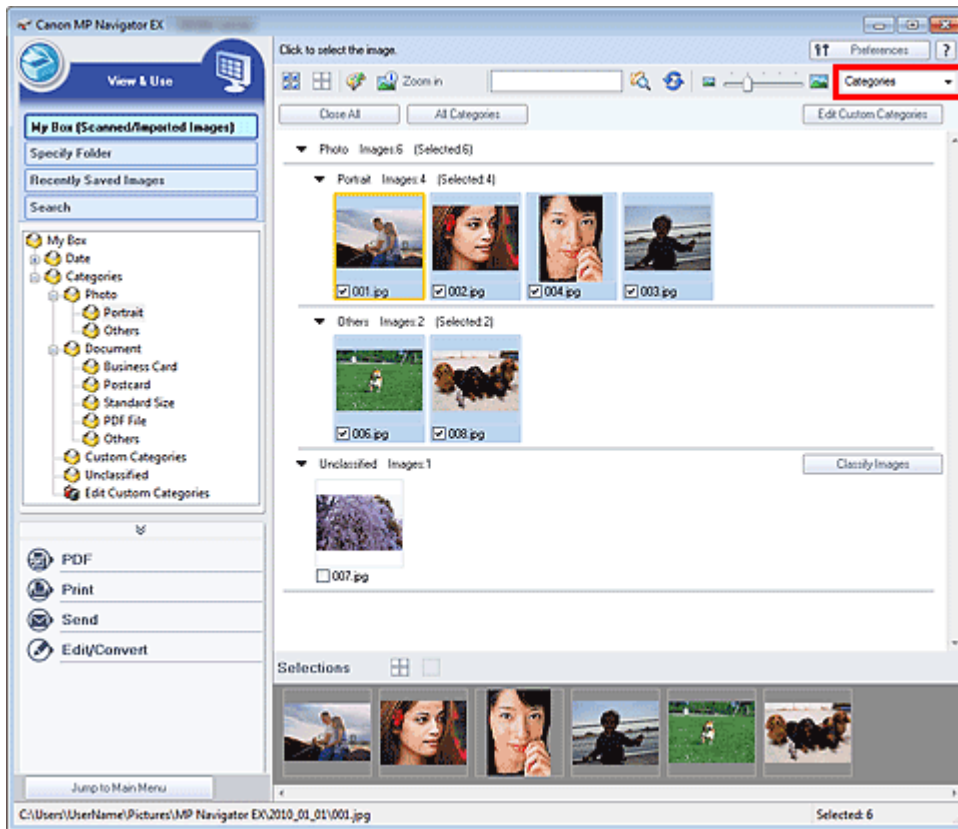 Canon MP Navigator EX
Click to select the image.
Preferences
?
View & Use
Zoom in
Categories
Close All
All Categories
Edit Custom Categories
My Box (Scanned/Imported Images)
Specify Folder
Recently Saved Images
Search
My Box
Date
Categories
Photo
Portrait
Others
Document
Business Card
Postcard
Standard Size
PDF File
Others
Custom Categories
Unclassified
Edit Custom Categories
PDF
Print
Send
Edit/Convert
Jump to Main Menu
Photo Images:6 (Selected:6)
Portrait Images:4 (Selected:4)
001.jpg 002.jpg 004.jpg 003.jpg
Others Images:2 (Selected:2)
006.jpg 008.jpg
Unclassified Images:1
Classify Images
007.jpg
Selections
C:\Users\UserName\Pictures\MP Navigator EX\2010_01_01\001.jpg
Selected: 6